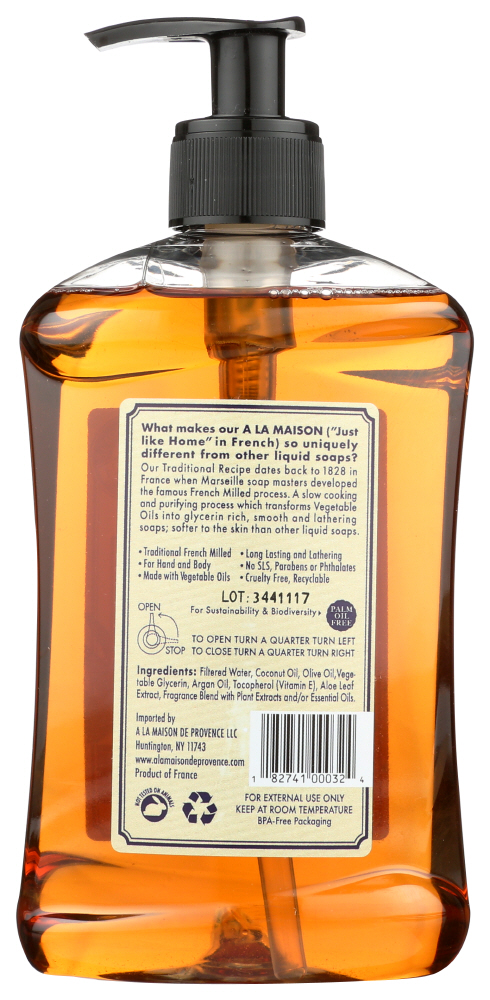 What makes our A LA MAISON ("Just
like Home" in French) so uniquely
different from other liquid soaps?
Our Traditional Recipe dates back to 1828 in
France when Marseille soap masters developed
the famous French Milled process. A slow cooking
and purifying process which transforms Vegetable
Oils into glycerin rich, smooth and lathering
soaps; softer to the skin than other liquid soaps.
• Traditional French Milled • Long Lasting and Lathering
• For Hand and Body • No SLS, Parabens or Phthalates
• Made with Vegetable Oils • Cruelty Free, Recyclable
LOT: 3441117
For Sustainability & Biodiversity
PALM
OIL
FREE
OPEN
STOP
TO OPEN TURN A QUARTER TURN LEFT
TO CLOSE TURN A QUARTER TURN RIGHT
Ingredients: Filtered Water, Coconut Oil, Olive Oil, Vege-
table Glycerin, Argan Oil, Tocopherol (Vitamin E), Aloe Leaf
Extract, Fragrance Blend with Plant Extracts and/or Essential Oils.
Imported by
A LA MAISON DE PROVENCE LLC
Huntington, NY 11743
www.alamaisondeprovence.com
Product of France
1 82741 00032 4
NOT TESTED ON ANIMALS
FOR EXTERNAL USE ONLY
KEEP AT ROOM TEMPERATURE
BPA-Free Packaging